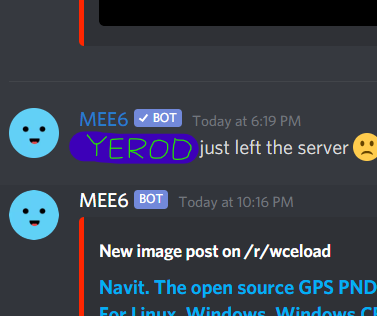 MEE6 ✓ BOT Today at 6:19 PM
YEROD just left the server
MEE6 BOT Today at 10:16 PM
New image post on /r/wceload
Navit. The open source GPS PND
For Linux, Windows, Windows C